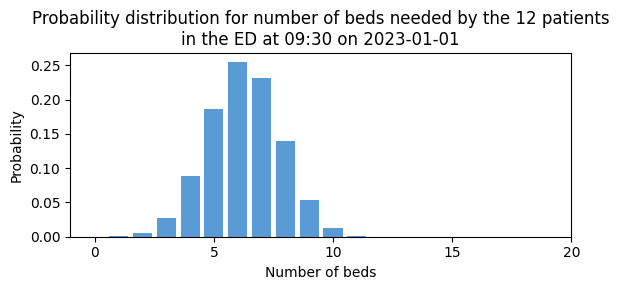 Probability distribution for number of beds needed by the 12 patients
in the ED at 09:30 on 2023-01-01
0.25
0.20
0.15
0.10
0.05
0.00
Probability
0 5 10 15 20
Number of beds